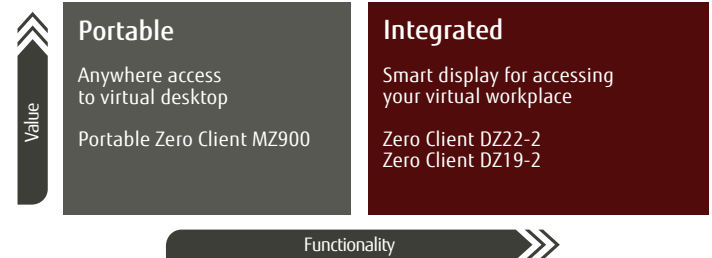 Value
Portable
Anywhere access
to virtual desktop
Portable Zero Client MZ900
Integrated
Smart display for accessing
your virtual workplace
Zero Client DZ22-2
Zero Client DZ19-2
Functionality